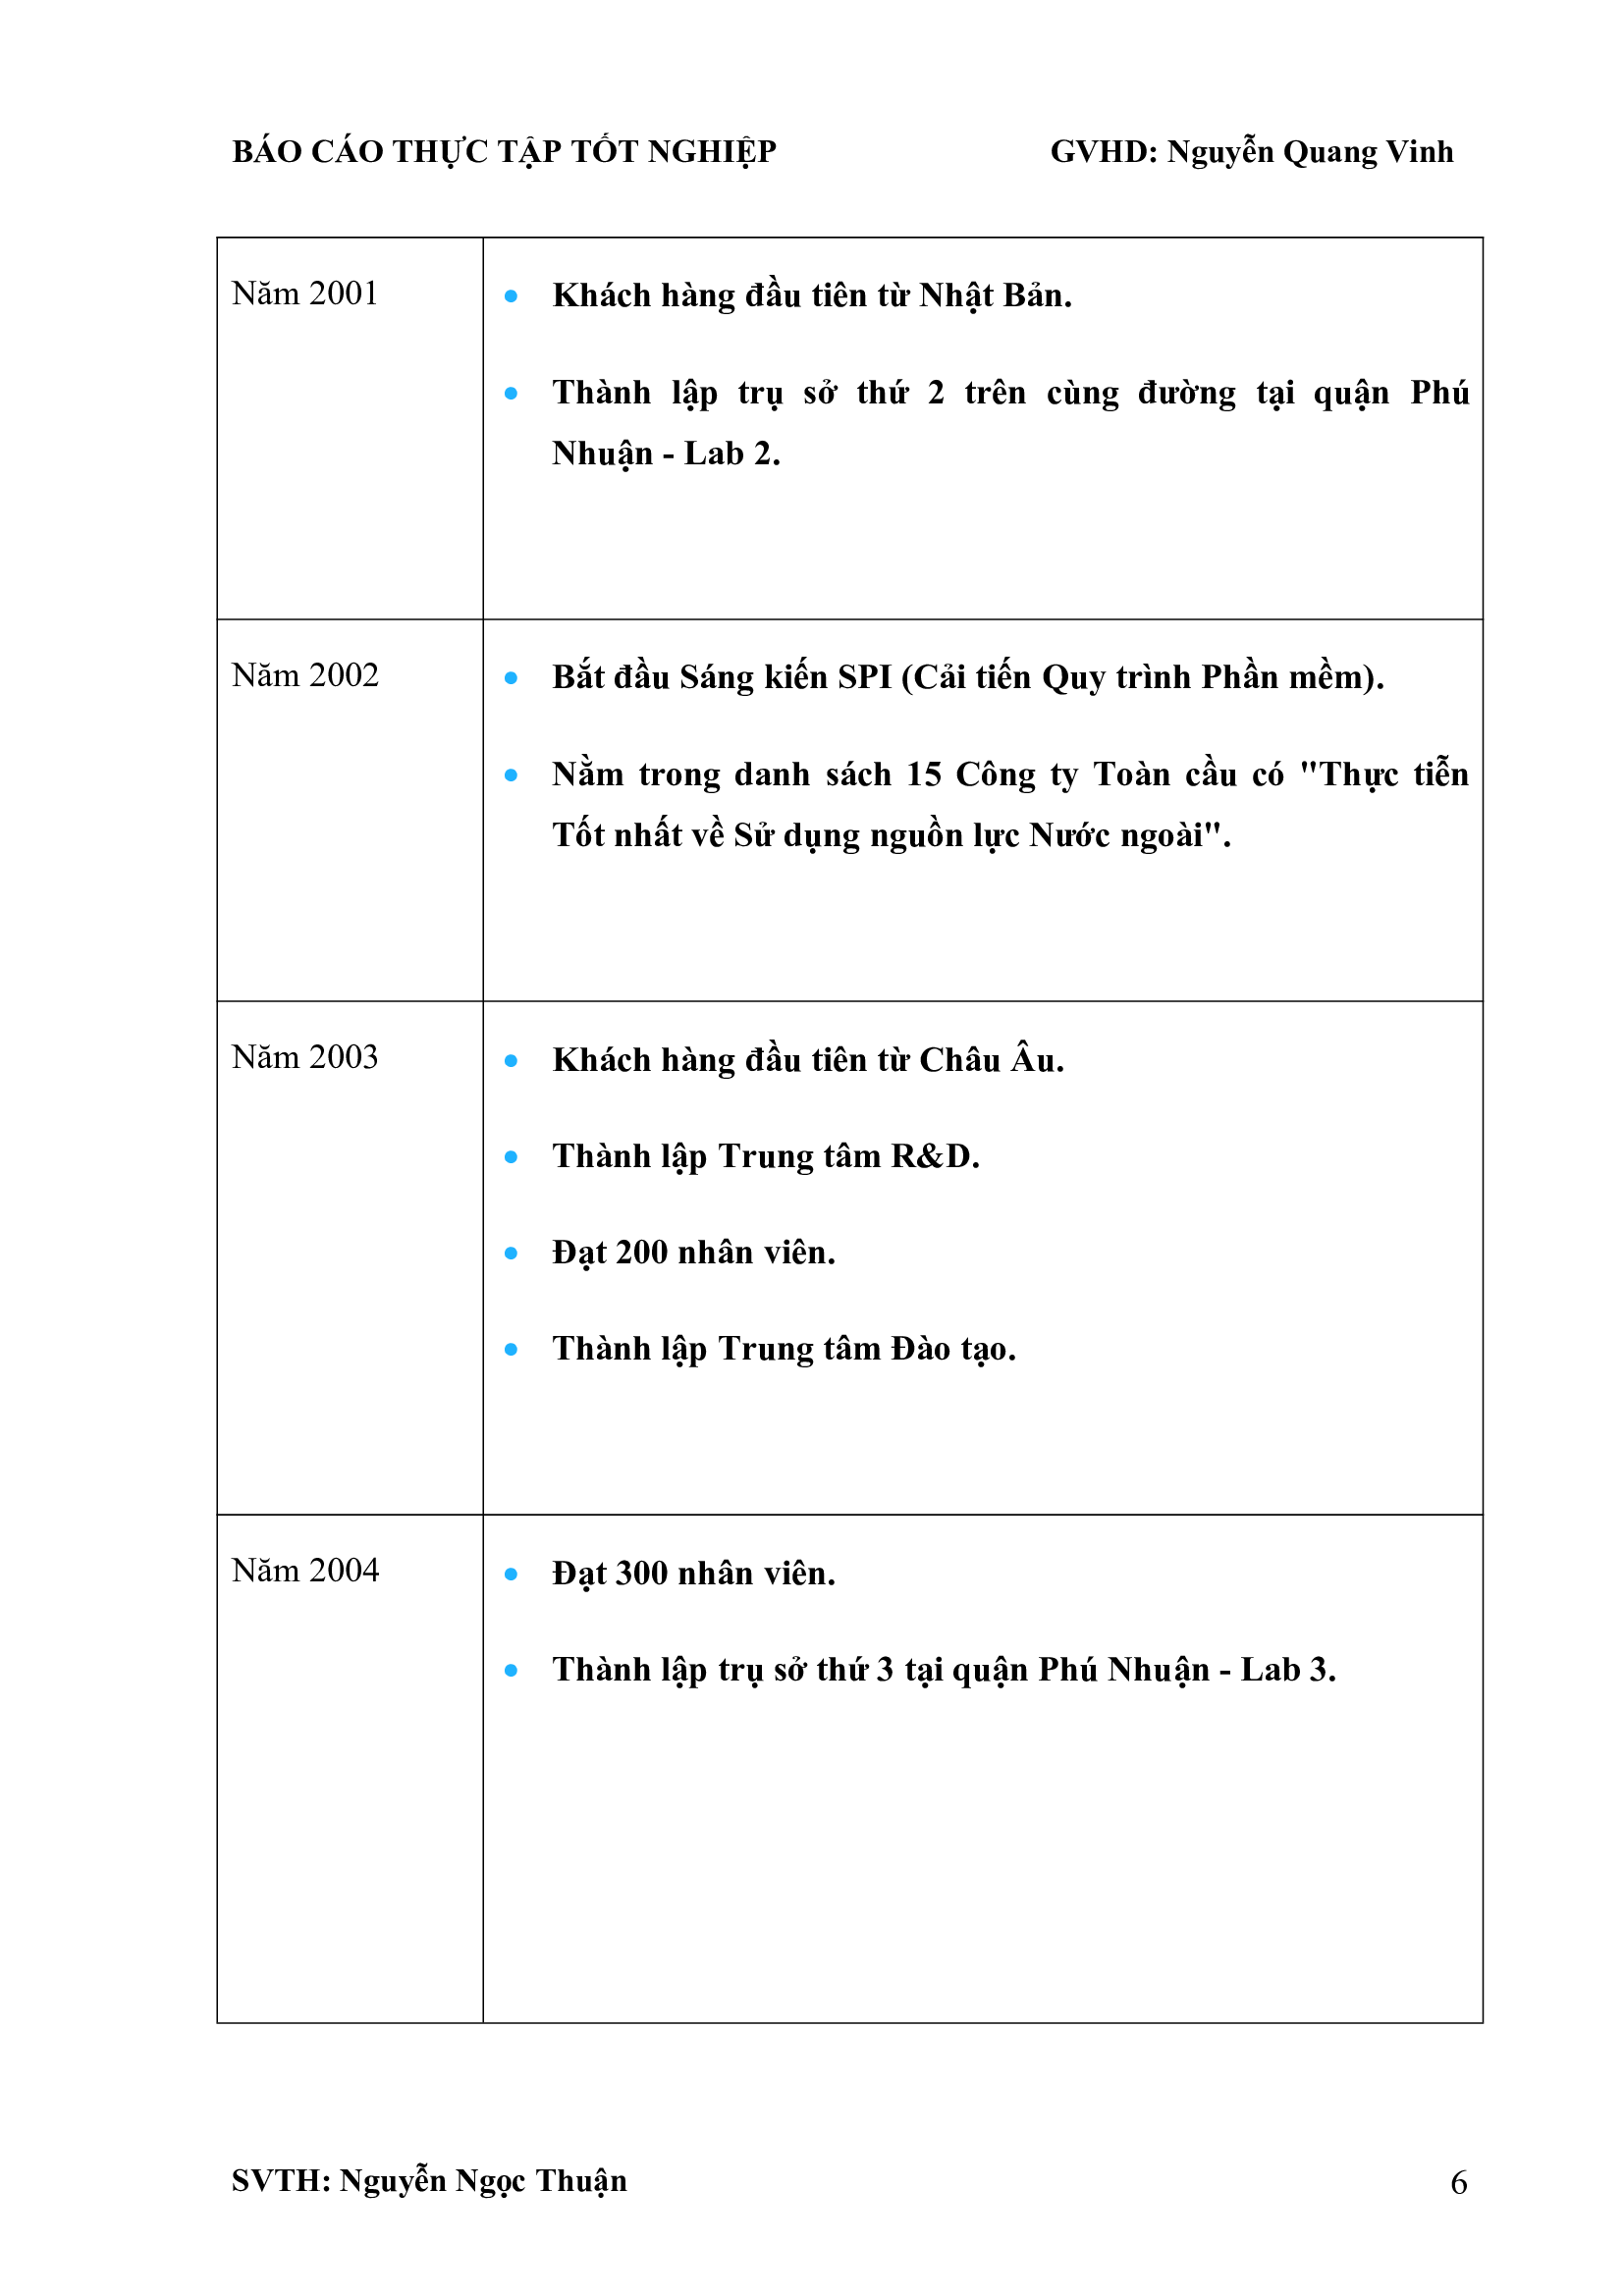 BÁO CÁO THỰC TẬP TỐT NGHIỆP GVHD: Nguyễn Quang Vinh
Năm 2001
• Khách hàng đầu tiên từ Nhật Bản.
• Thành lập trụ sở thứ 2 trên cùng đường tại quận Phú
Nhuận - Lab 2.
Năm 2002
• Bắt đầu Sáng kiến SPI (Cải tiến Quy trình Phần mềm).
• Nằm trong danh sách 15 Công ty Toàn cầu có "Thực tiễn
Tốt nhất về Sử dụng nguồn lực Nước ngoài".
Năm 2003
• Khách hàng đầu tiên từ Châu Âu.
• Thành lập Trung tâm R&D.
• Đạt 200 nhân viên.
• Thành lập Trung tâm Đào tạo.
Năm 2004
• Đạt 300 nhân viên.
• Thành lập trụ sở thứ 3 tại quận Phú Nhuận - Lab 3.
SVTH: Nguyễn Ngọc Thuận 6